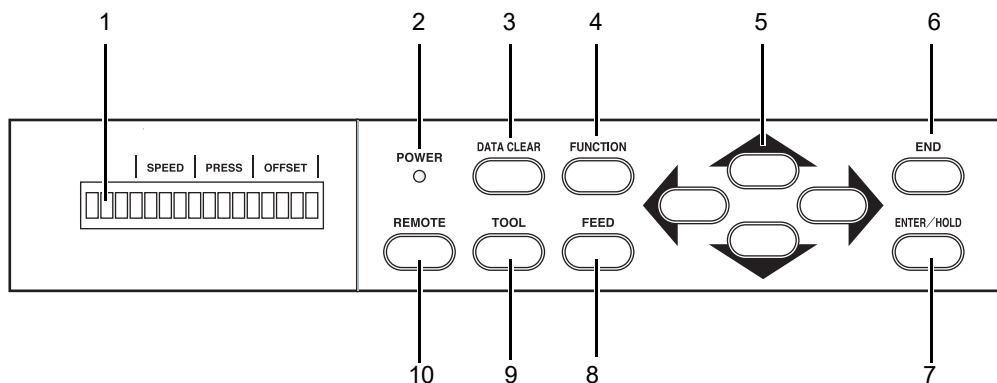 1 2 3 4 5 6
POWER DATA CLEAR FUNCTION END
SPEED PRESS OFFSET
REMOTE TOOL FEED ENTER/HOLD
10 9 8 7